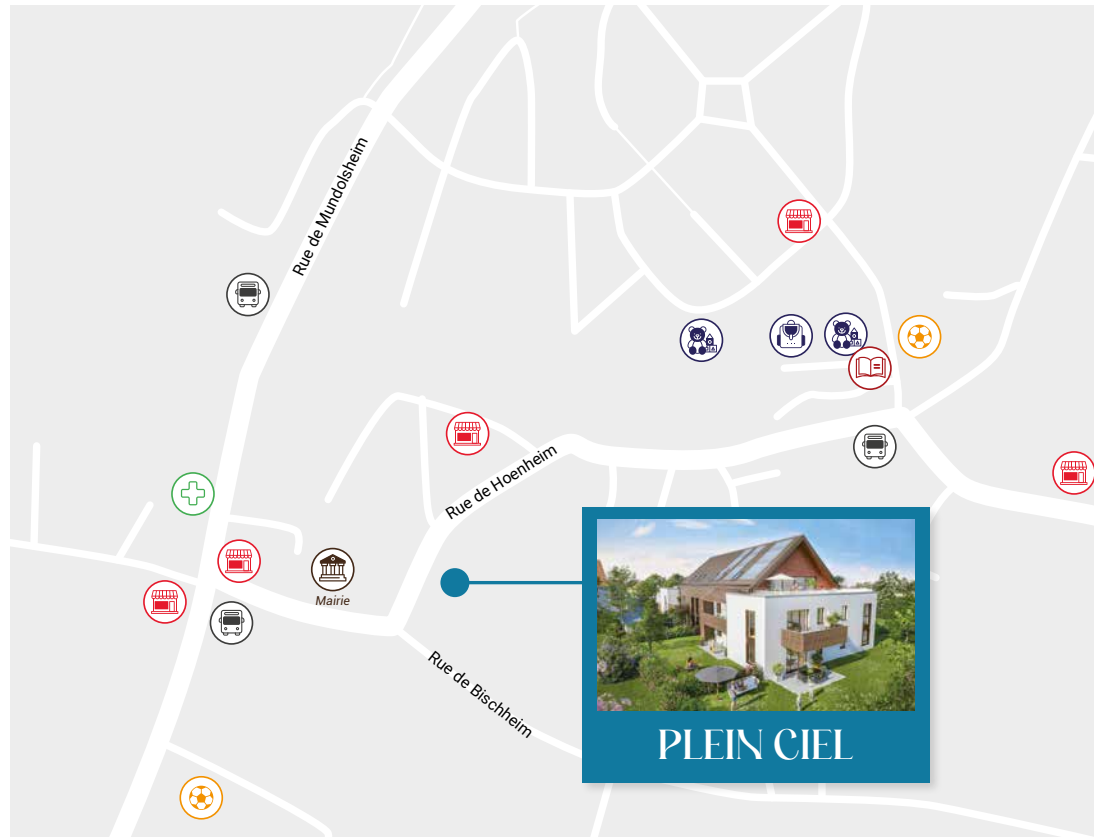 Rue de Mundolsheim
Rue de Hoenheim
Mairie
Rue de Bischheim
PLEIN CIEL